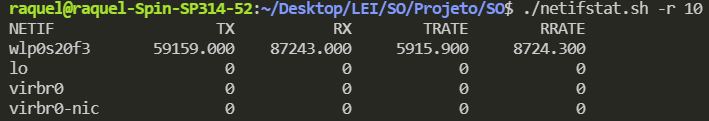 raquel@raquel-Spin-SP314-52:~/Desktop/LEI/SO/Projeto/SO$ ./netifstat.sh -r 10
NETIF TX RX TRATE RRATE
wlp0s20f3 59159.000 87243.000 5915.900 8724.300
lo 0 0 0 0
virbr0 0 0 0 0
virbr0-nic 0 0 0 0